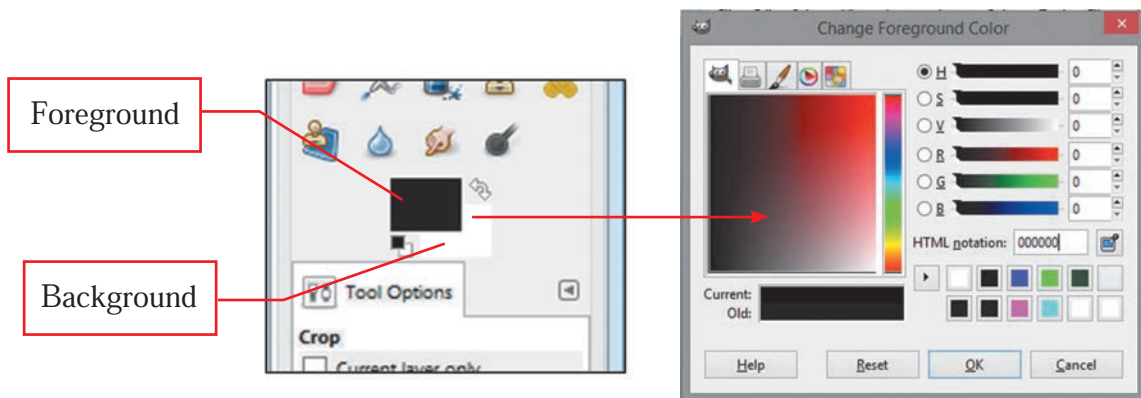 Change Foreground Color
Foreground
Background
Tool Options
Crop
Current layer only
H 0
S 0
V 0
R 0
G 0
B 0
HTML notation: 000000
Current:
Old:
Help Reset OK Cancel